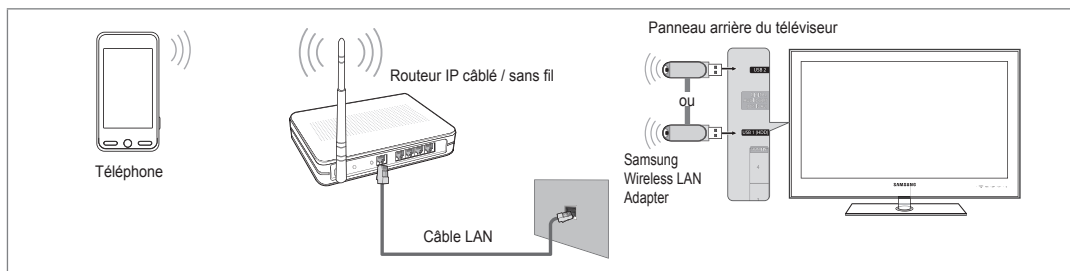 Panneau arrière du téléviseur
Routeur IP câblé / sans fil
USB 2
ou
USB 1 (HDD)
Téléphone
Samsung
Wireless LAN
Adapter
SAMSUNG
Câble LAN